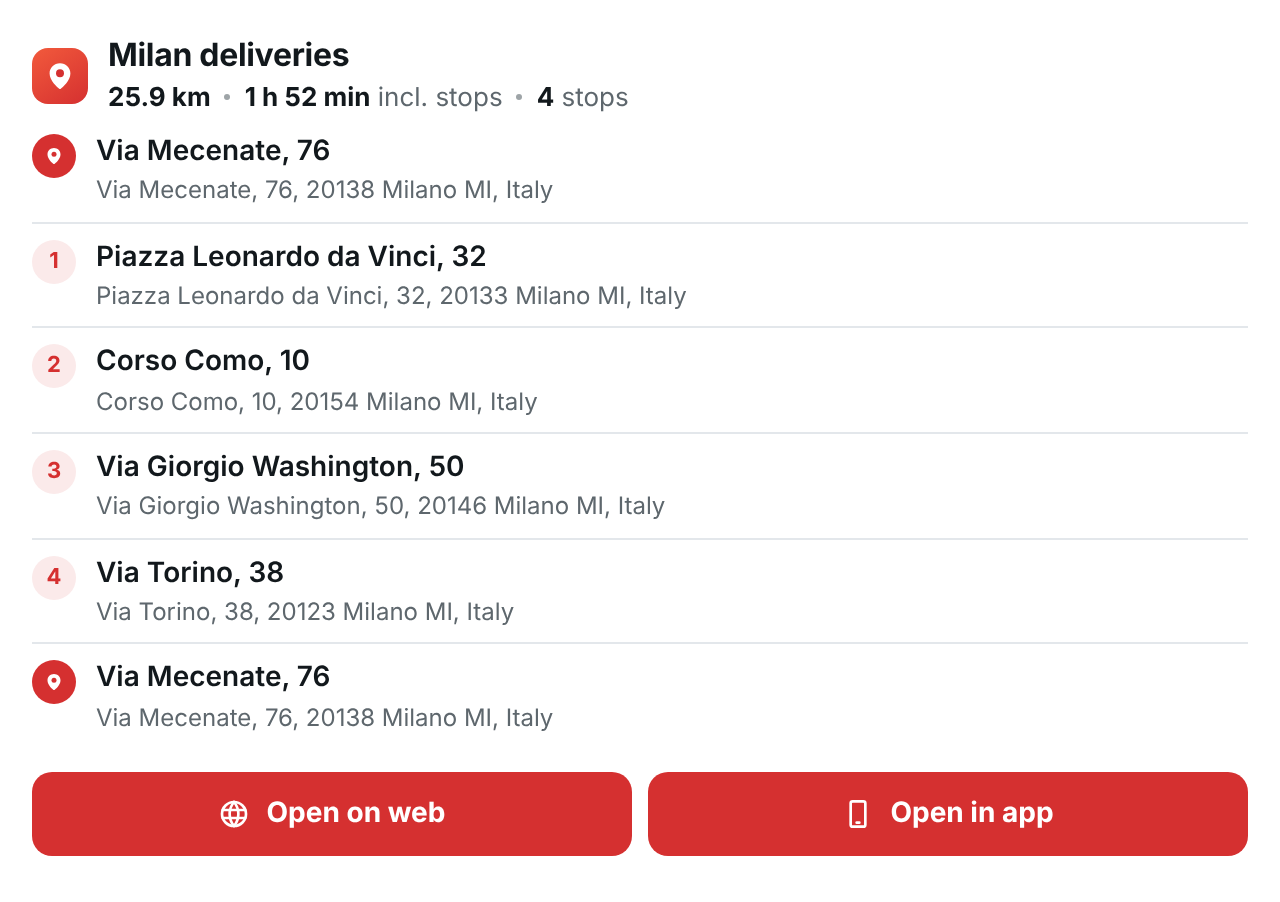 Milan deliveries
25.9 km • 1 h 52 min incl. stops • 4 stops
Via Mecenate, 76
Via Mecenate, 76, 20138 Milano MI, Italy
1 Piazza Leonardo da Vinci, 32
Piazza Leonardo da Vinci, 32, 20133 Milano MI, Italy
2 Corso Como, 10
Corso Como, 10, 20154 Milano MI, Italy
3 Via Giorgio Washington, 50
Via Giorgio Washington, 50, 20146 Milano MI, Italy
4 Via Torino, 38
Via Torino, 38, 20123 Milano MI, Italy
Via Mecenate, 76
Via Mecenate, 76, 20138 Milano MI, Italy
Open on web
Open in app